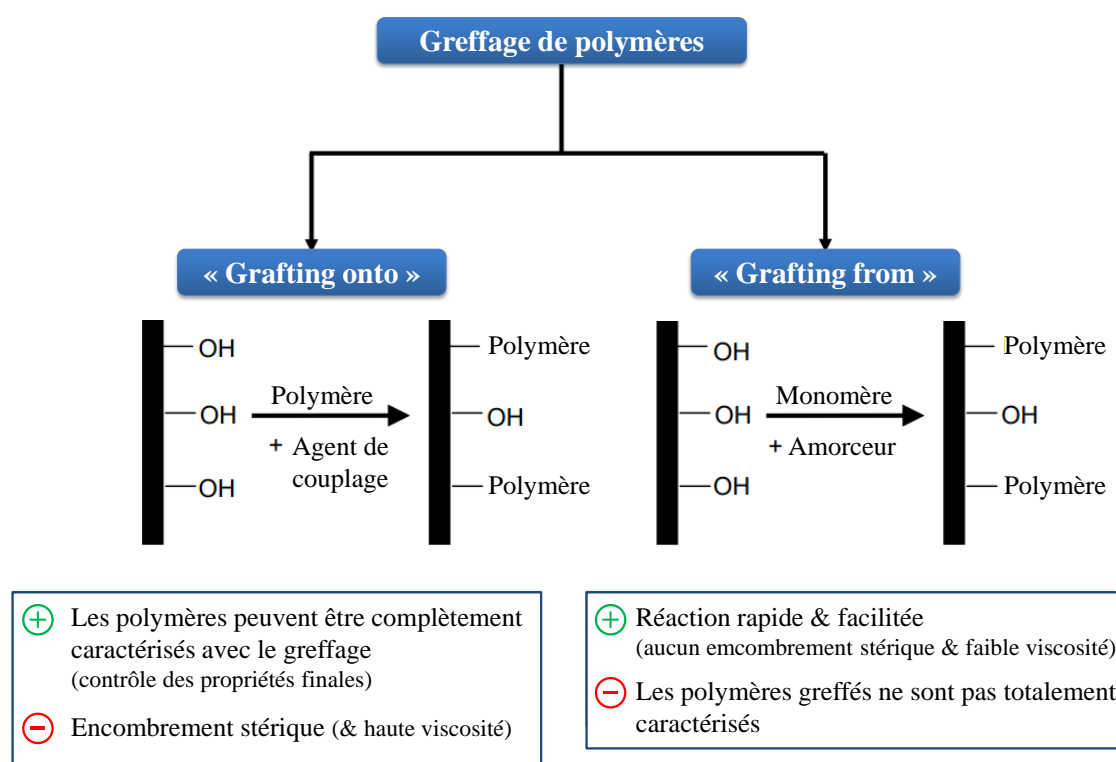 Greffage de polymères
« Grafting onto »
OH
OH
OH
Polymère
+ Agent de
couplage
Polymère
OH
Polymère
« Grafting from »
OH
OH
OH
Monomère
+ Amorceur
Polymère
OH
Polymère
+ Les polymères peuvent être complètement
caractérisés avec le greffage
(contrôle des propriétés finales)
− Encombrement stérique (& haute viscosité)
+ Réaction rapide & facilitée
(aucun emcombrement stérique & faible viscosité)
− Les polymères greffés ne sont pas totalement
caractérisés